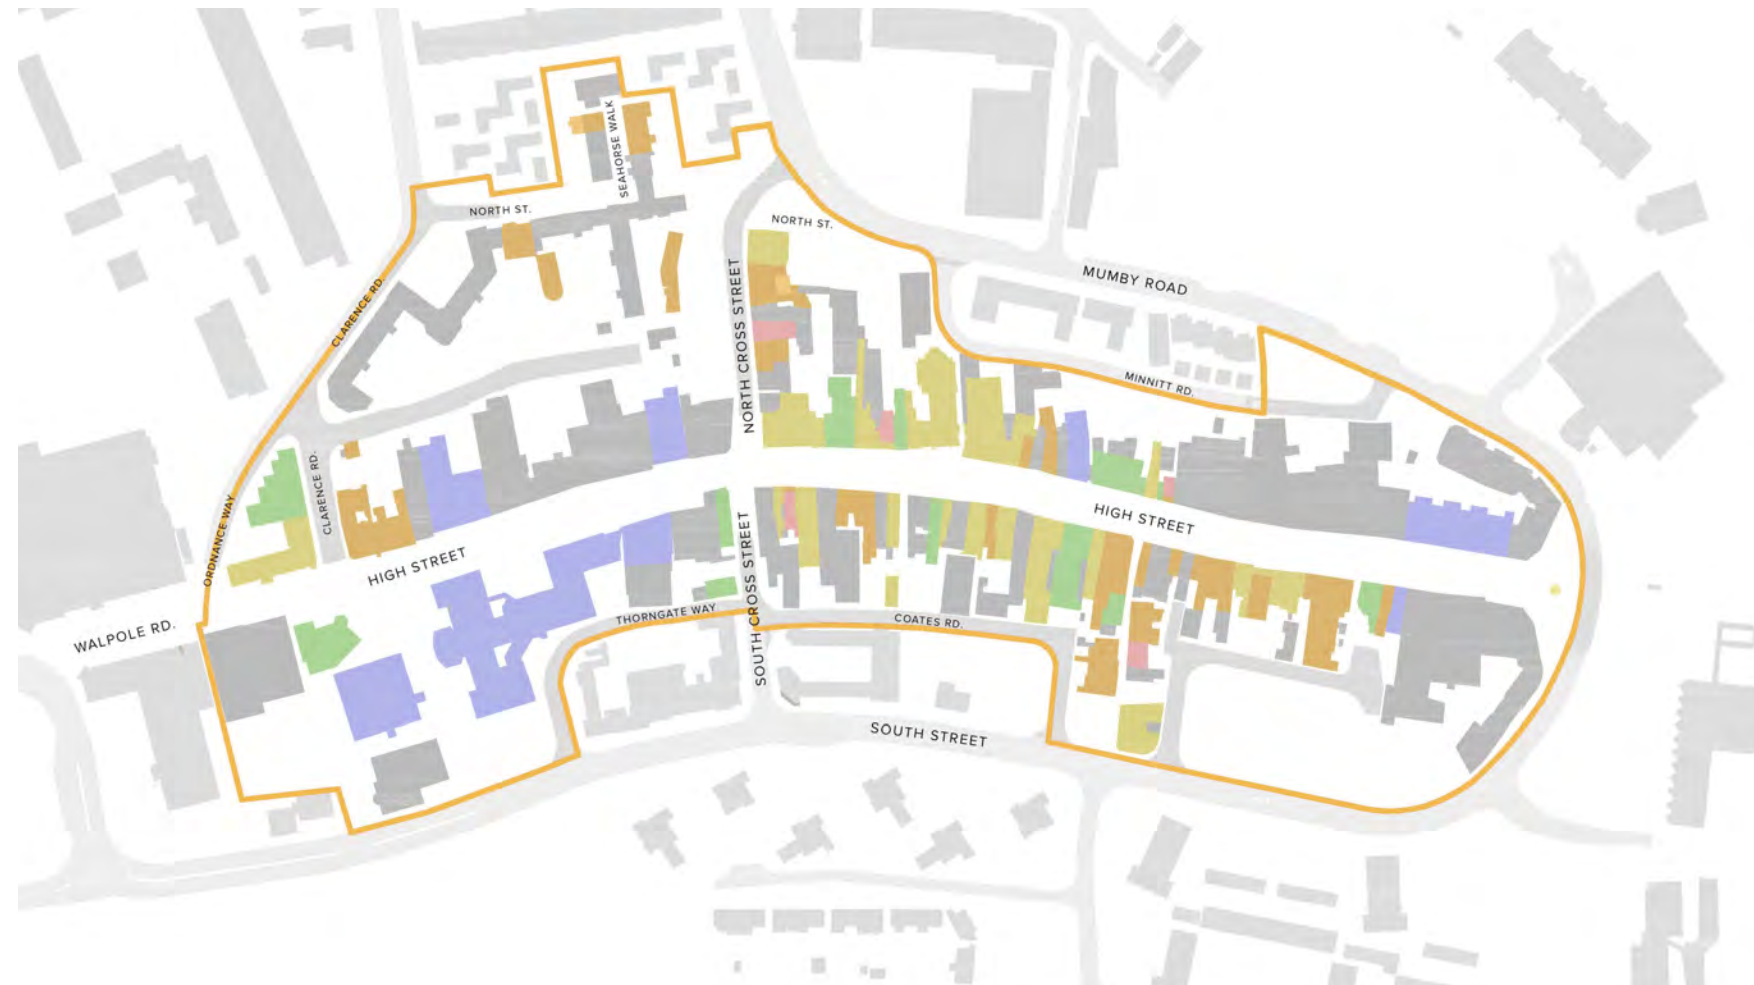 SEAHORSE WALK
NORTH ST.
NORTH ST.
MUMBY ROAD
CLARENCE RD.
NORTH CROSS STREET
MINNITT RD.
CLARENCE RD.
ORDNANCE WAY
HIGH STREET
HIGH STREET
WALPOLE RD.
THORNGATE WAY
SOUTH CROSS STREET
COATES RD.
SOUTH STREET